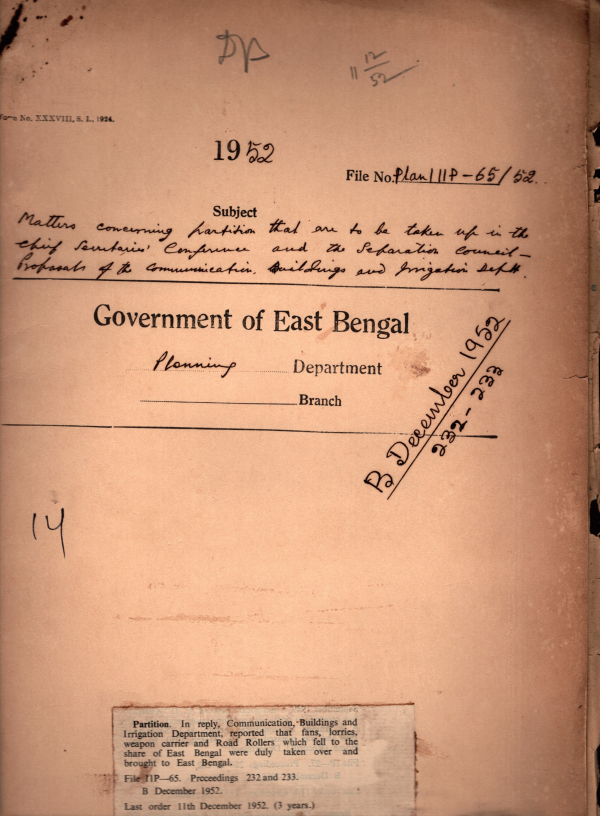 DB
11 12/52
Form No. XXXVIII, S. I., 1924.
1952
File No. Plan/11P-65/52.
Subject
Matters concerning partition that are to be taken up in the
Chief Secretaries' Conference and the Separation Council—
Proposals of the Communication, Buildings and Irrigation Deptt.
Government of East Bengal
Planning Department
Branch
B December 1952
232-233
14
Partition. In reply, Communication, Buildings and
Irrigation Department, reported that fans, lorries,
weapon carrier and Road Rollers which fell to the
share of East Bengal were duly taken over and
brought to East Bengal.
File 11P—65. Proceedings 232 and 233.
B December 1952.
Last order 11th December 1952. (3 years.)